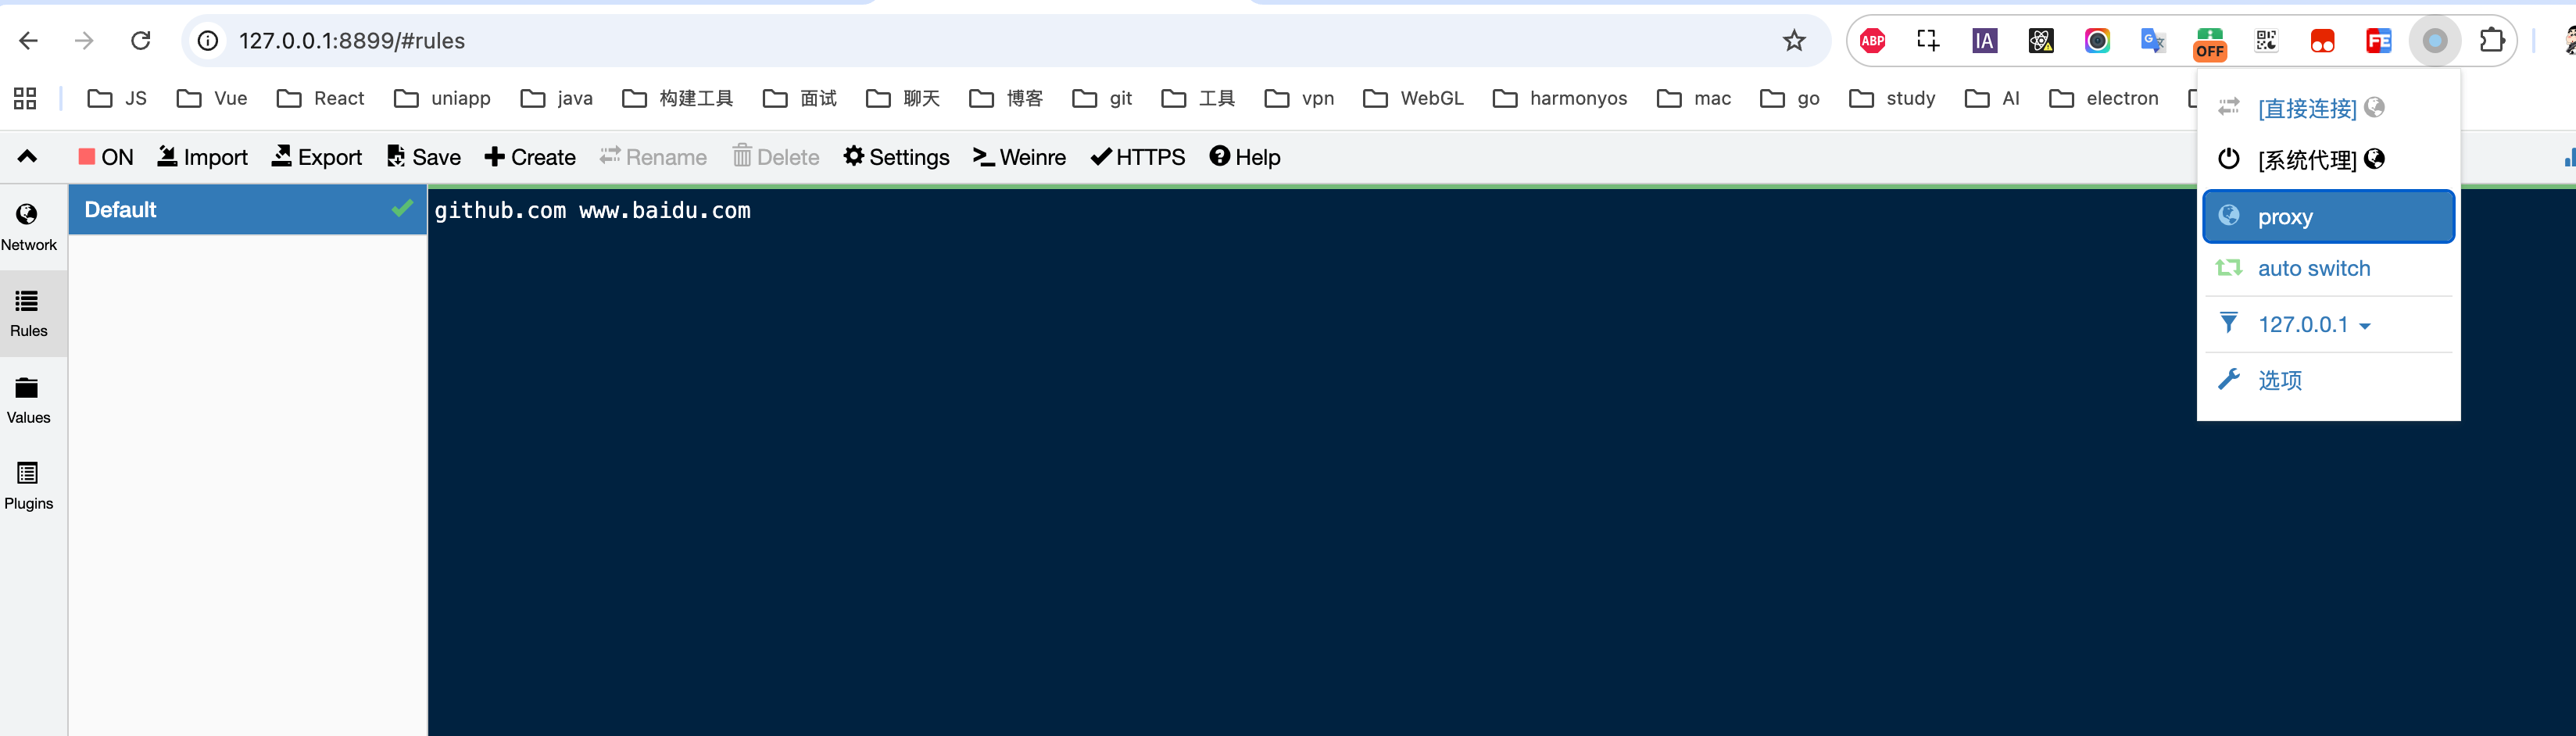 127.0.0.1:8899/#rules
ABP
IA
G
OFF
FE
JS Vue React uniapp java 构建工具 面试 聊天 博客 git 工具 vpn WebGL harmonyos mac go study AI electron
ON Import Export Save Create Rename Delete Settings Weinre HTTPS Help
Network
Rules
Values
Plugins
Default
github.com www.baidu.com
[直接连接]
[系统代理]
proxy
auto switch
127.0.0.1
选项